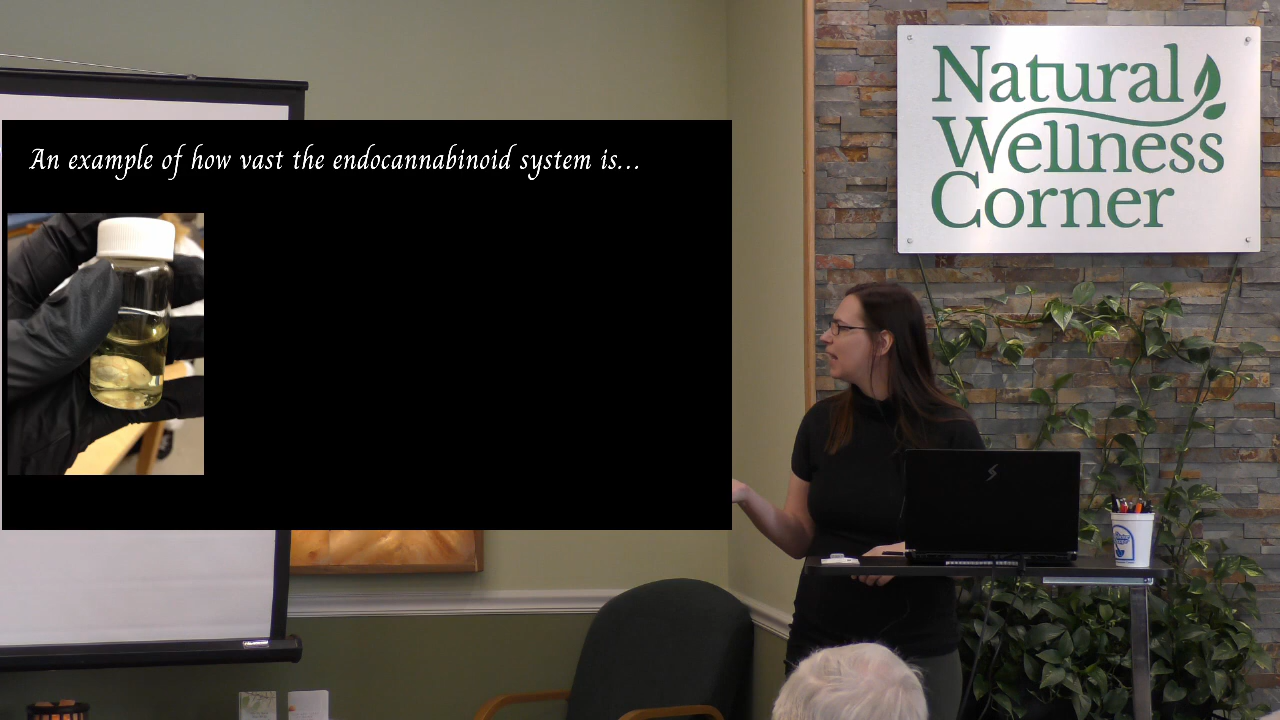 An example of how vast the endocannabinoid system is...
Natural
Wellness
Corner